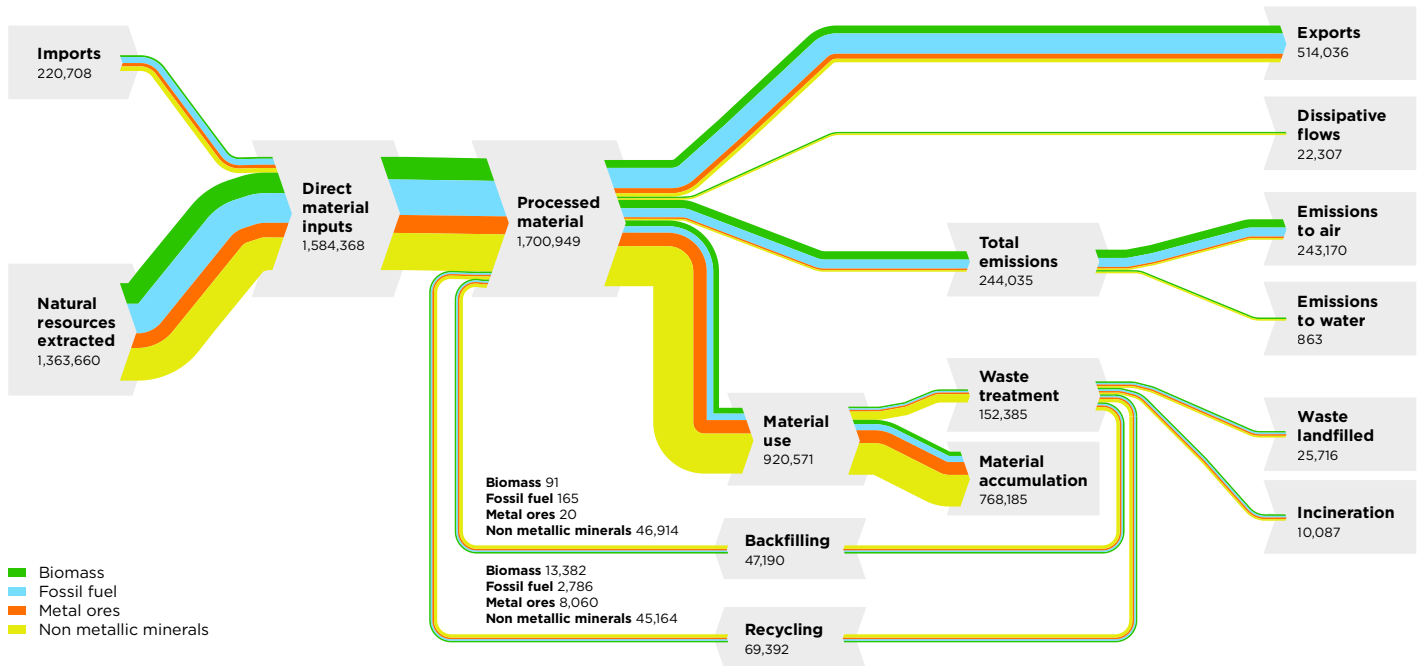 Imports
220,708
Natural
resources
extracted
1,363,660
Direct
material
inputs
1,584,368
Processed
material
1,700,949
Exports
514,036
Dissipative
flows
22,307
Total
emissions
244,035
Emissions
to air
243,170
Emissions
to water
863
Material
use
920,571
Waste
treatment
152,385
Material
accumulation
768,185
Waste
landfilled
25,716
Incineration
10,087
Biomass 91
Fossil fuel 165
Metal ores 20
Non metallic minerals 46,914
Backfilling
47,190
Biomass 13,382
Fossil fuel 2,786
Metal ores 8,060
Non metallic minerals 45,164
Recycling
69,392
Biomass
Fossil fuel
Metal ores
Non metallic minerals